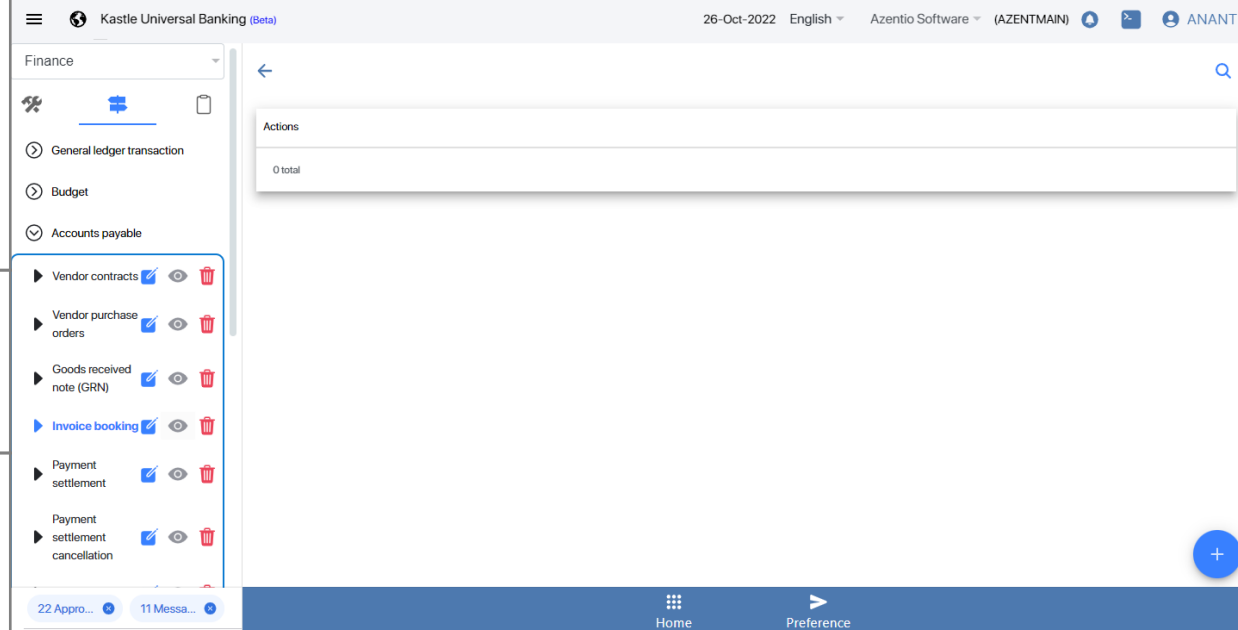 Kastle Universal Banking (Beta)
26-Oct-2022 English Azentio Software (AZENTMAIN) ANANT
Finance
General ledger transaction
Budget
Accounts payable
Vendor contracts
Vendor purchase
orders
Goods received
note (GRN)
Invoice booking
Payment
settlement
Payment
settlement
cancellation
22 Appro...
11 Messa...
Actions
0 total
Home
Preference